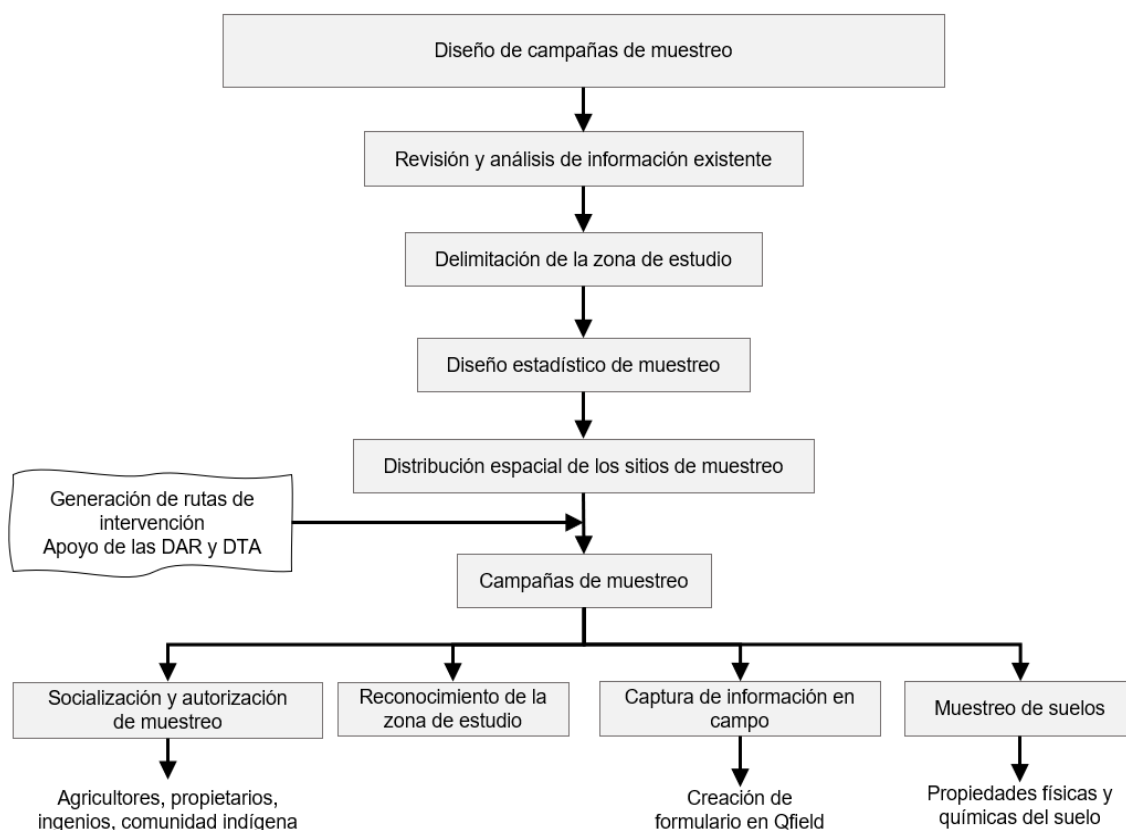 Diseño de campañas de muestreo
Revisión y análisis de información existente
Delimitación de la zona de estudio
Diseño estadístico de muestreo
Distribución espacial de los sitios de muestreo
Generación de rutas de
intervención
Apoyo de las DAR y DTA
Campañas de muestreo
Socialización y autorización
de muestreo
Reconocimiento de la
zona de estudio
Captura de información en
campo
Muestreo de suelos
Agricultores, propietarios,
ingenios, comunidad indígena
Creación de
formulario en Qfield
Propiedades físicas y
químicas del suelo